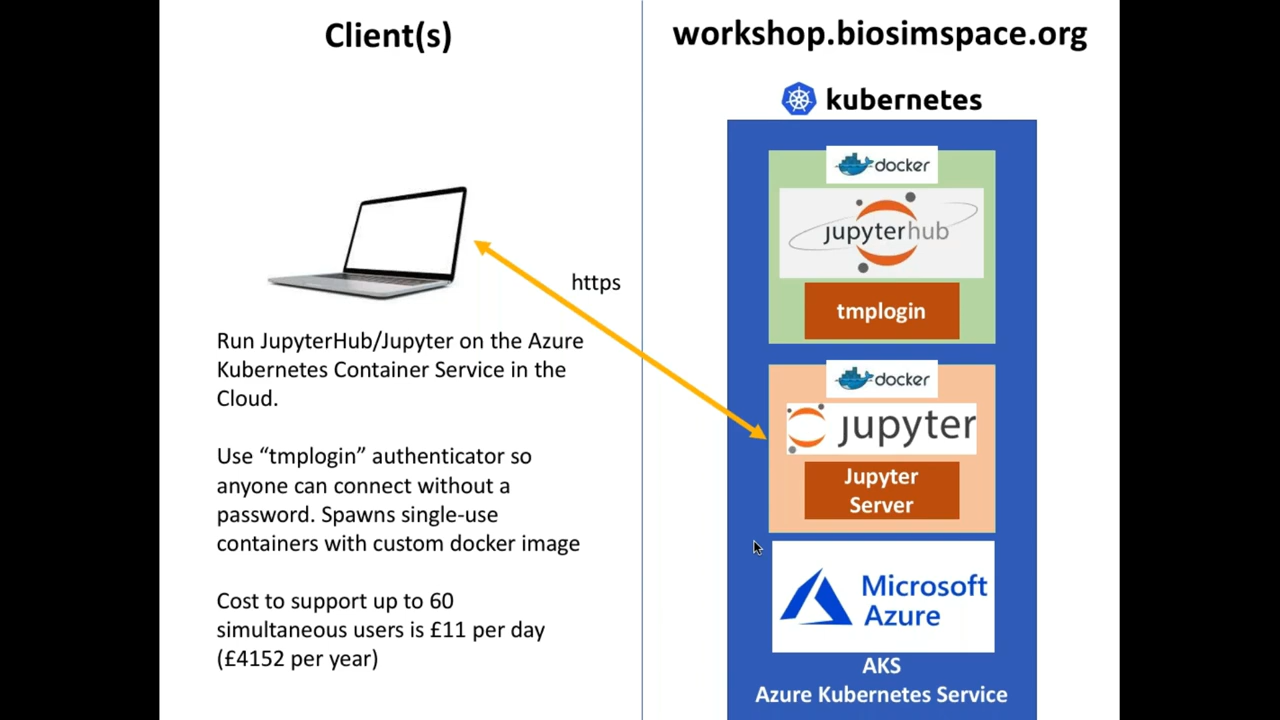 Client(s)
Run JupyterHub/Jupyter on the Azure
Kubernetes Container Service in the
Cloud.
Use “tmplogin” authenticator so
anyone can connect without a
password. Spawns single-use
containers with custom docker image
Cost to support up to 60
simultaneous users is £11 per day
(£4152 per year)
https
workshop.biosimspace.org
kubernetes
docker
jupyterhub
tmplogin
docker
jupyter
Jupyter
Server
Microsoft
Azure
AKS
Azure Kubernetes Service